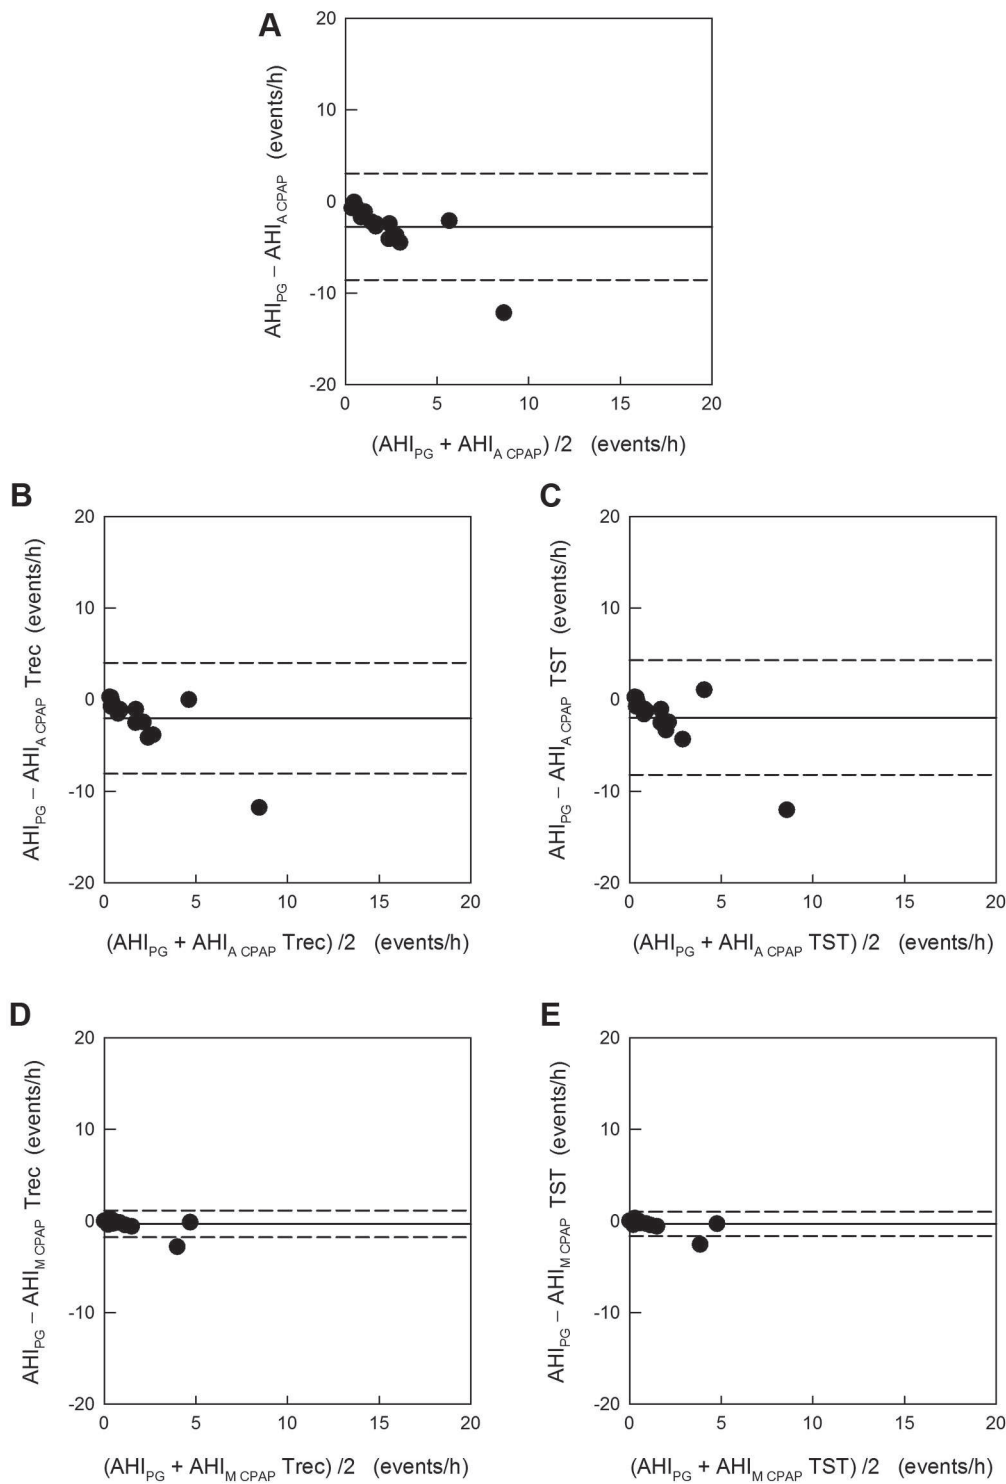 A
AHI_PG – AHI_A CPAP (events/h)
20
10
0
-10
-20
0 5 10 15 20
(AHI_PG + AHI_A CPAP) /2 (events/h)
B
AHI_PG – AHI_A CPAP Trec (events/h)
20
10
0
-10
-20
0 5 10 15 20
(AHI_PG + AHI_A CPAP Trec) /2 (events/h)
C
AHI_PG – AHI_A CPAP TST (events/h)
20
10
0
-10
-20
0 5 10 15 20
(AHI_PG + AHI_A CPAP TST) /2 (events/h)
D
AHI_PG – AHI_M CPAP Trec (events/h)
20
10
0
-10
-20
0 5 10 15 20
(AHI_PG + AHI_M CPAP Trec) /2 (events/h)
E
AHI_PG – AHI_M CPAP TST (events/h)
20
10
0
-10
-20
0 5 10 15 20
(AHI_PG + AHI_M CPAP TST) /2 (events/h)